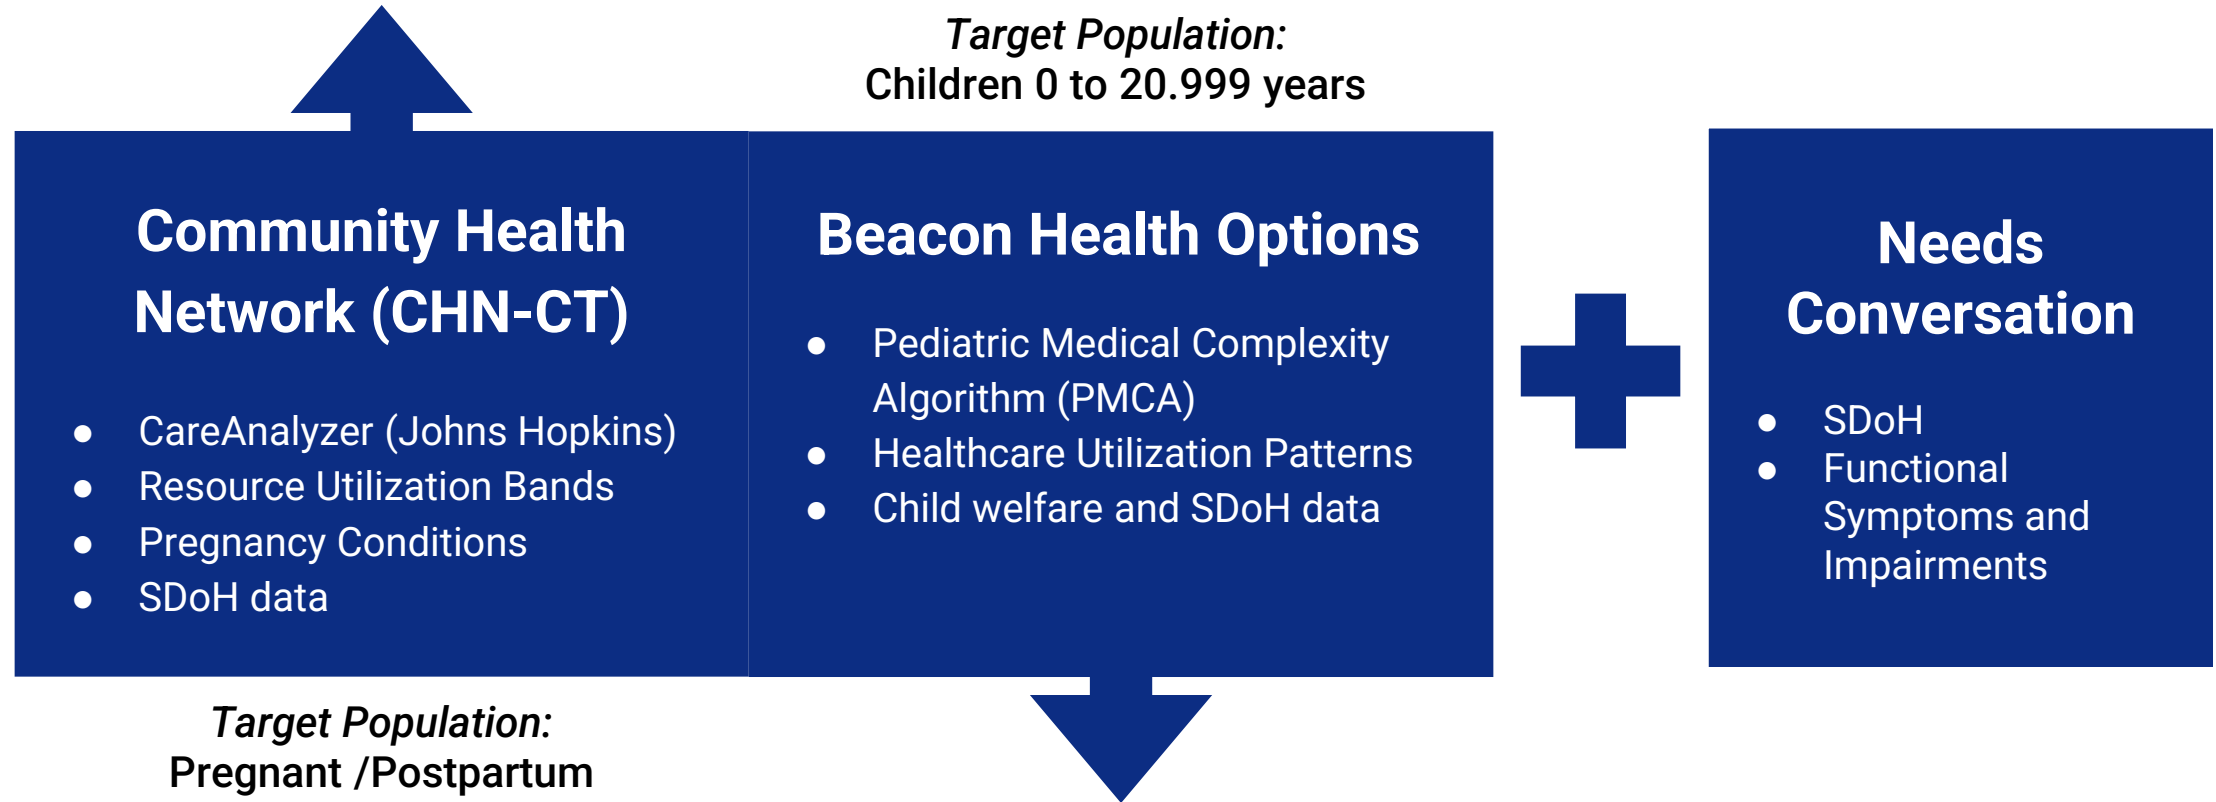 Target Population:
Children 0 to 20.999 years
Community Health
Network (CHN-CT)
● CareAnalyzer (Johns Hopkins)
● Resource Utilization Bands
● Pregnancy Conditions
● SDoH data
Target Population:
Pregnant /Postpartum
Beacon Health Options
● Pediatric Medical Complexity
Algorithm (PMCA)
● Healthcare Utilization Patterns
● Child welfare and SDoH data
Needs
Conversation
● SDoH
● Functional
Symptoms and
Impairments